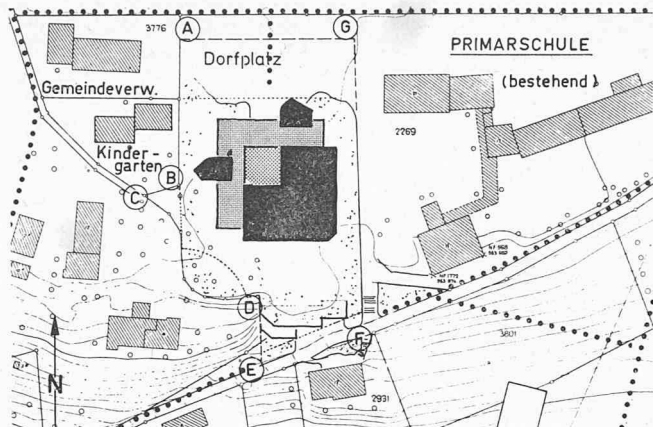 3776
A
G
Dorfplatz
PRIMARSCHULE
(bestehend)
Gemeindeverw.
2269
Kinder-
garten
B
C
D
3801
F
E
N
2931